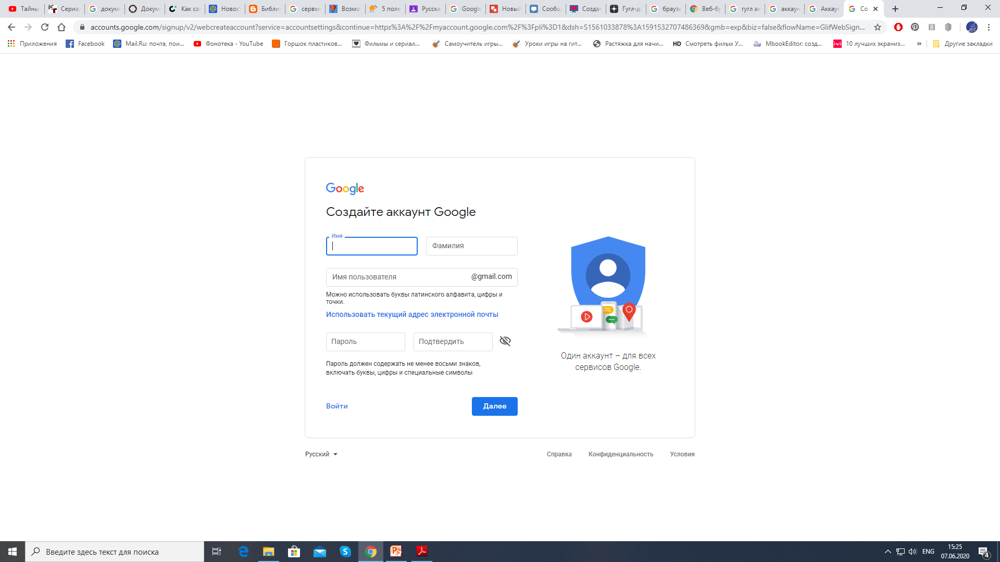 Тайны
Сериа
докум
Докум
Как са
Новос
Библи
сервис
Возмо
5 поле
Русска
Google
Новый
Сообщ
Создан
Гугл-д
браузе
Веб-бр
гугл ак
аккаун
Аккаун
Со
accounts.google.com/signup/v2/webcreateaccount?service=accountsettings&continue=https%3A%2F%2Fmyaccount.google.com%2F%3Fpli%3D1&dsh=S1561033878%3A1591532707486369&gmb=exp&biz=false&flowName=GlifWebSign...
Приложения
Facebook
Mail.Ru: почта, пои...
Фонотека - YouTube
Горшок пластиков...
Фильмы и сериал...
Самоучитель игры...
Уроки игры на гит...
Растяжка для начи...
HD Смотреть фильм У...
MbookEditor: созд...
ivi 10 лучших экраниз...
»
Другие закладки
Google
Создайте аккаунт Google
Имя
Фамилия
Имя пользователя @gmail.com
Можно использовать буквы латинского алфавита, цифры и
точки.
Использовать текущий адрес электронной почты
Пароль
Подтвердить
Пароль должен содержать не менее восьми знаков,
включать буквы, цифры и специальные символы
Войти
Далее
Один аккаунт – для всех
сервисов Google.
Русский
Справка
Конфиденциальность
Условия
Введите здесь текст для поиска
ENG
15:25
07.06.2020
4